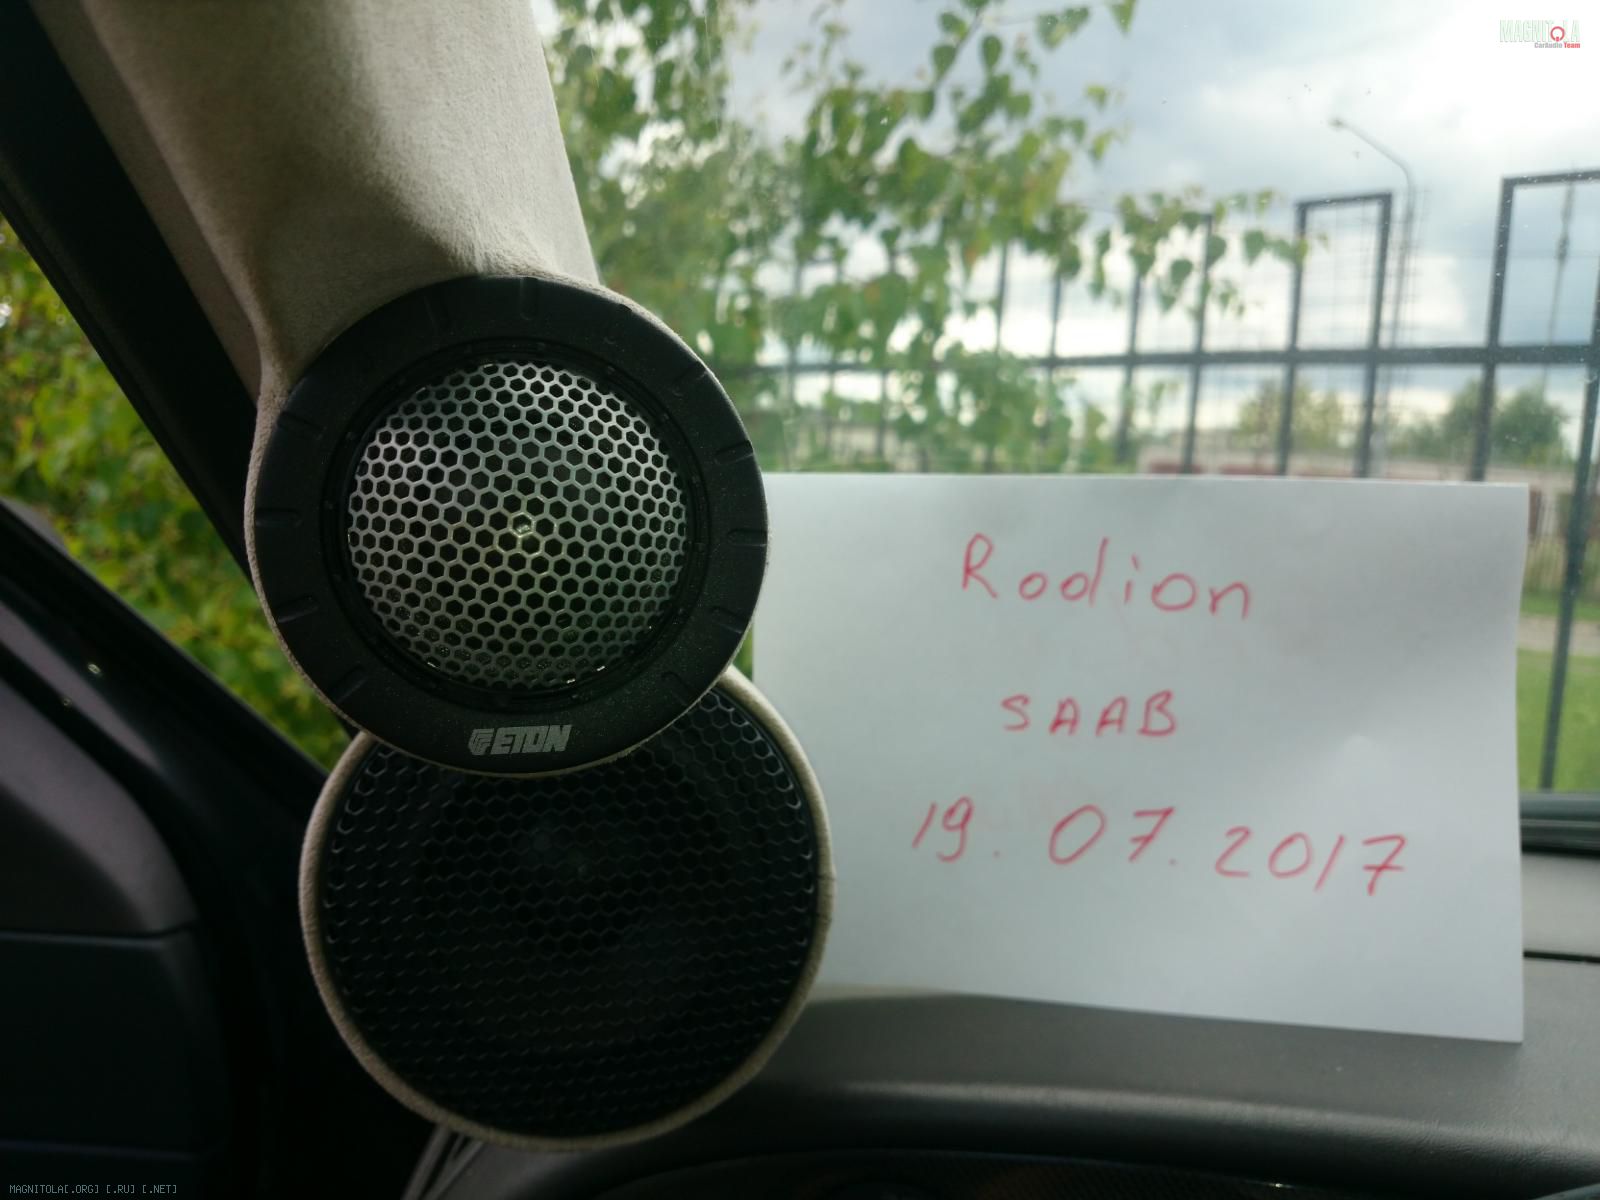 MAGNITOLA
CarAudio Team
Rodion
SAAB
19.07.2017
ETON
MAGNITOLA[.ORG] [.RU] [.NET]